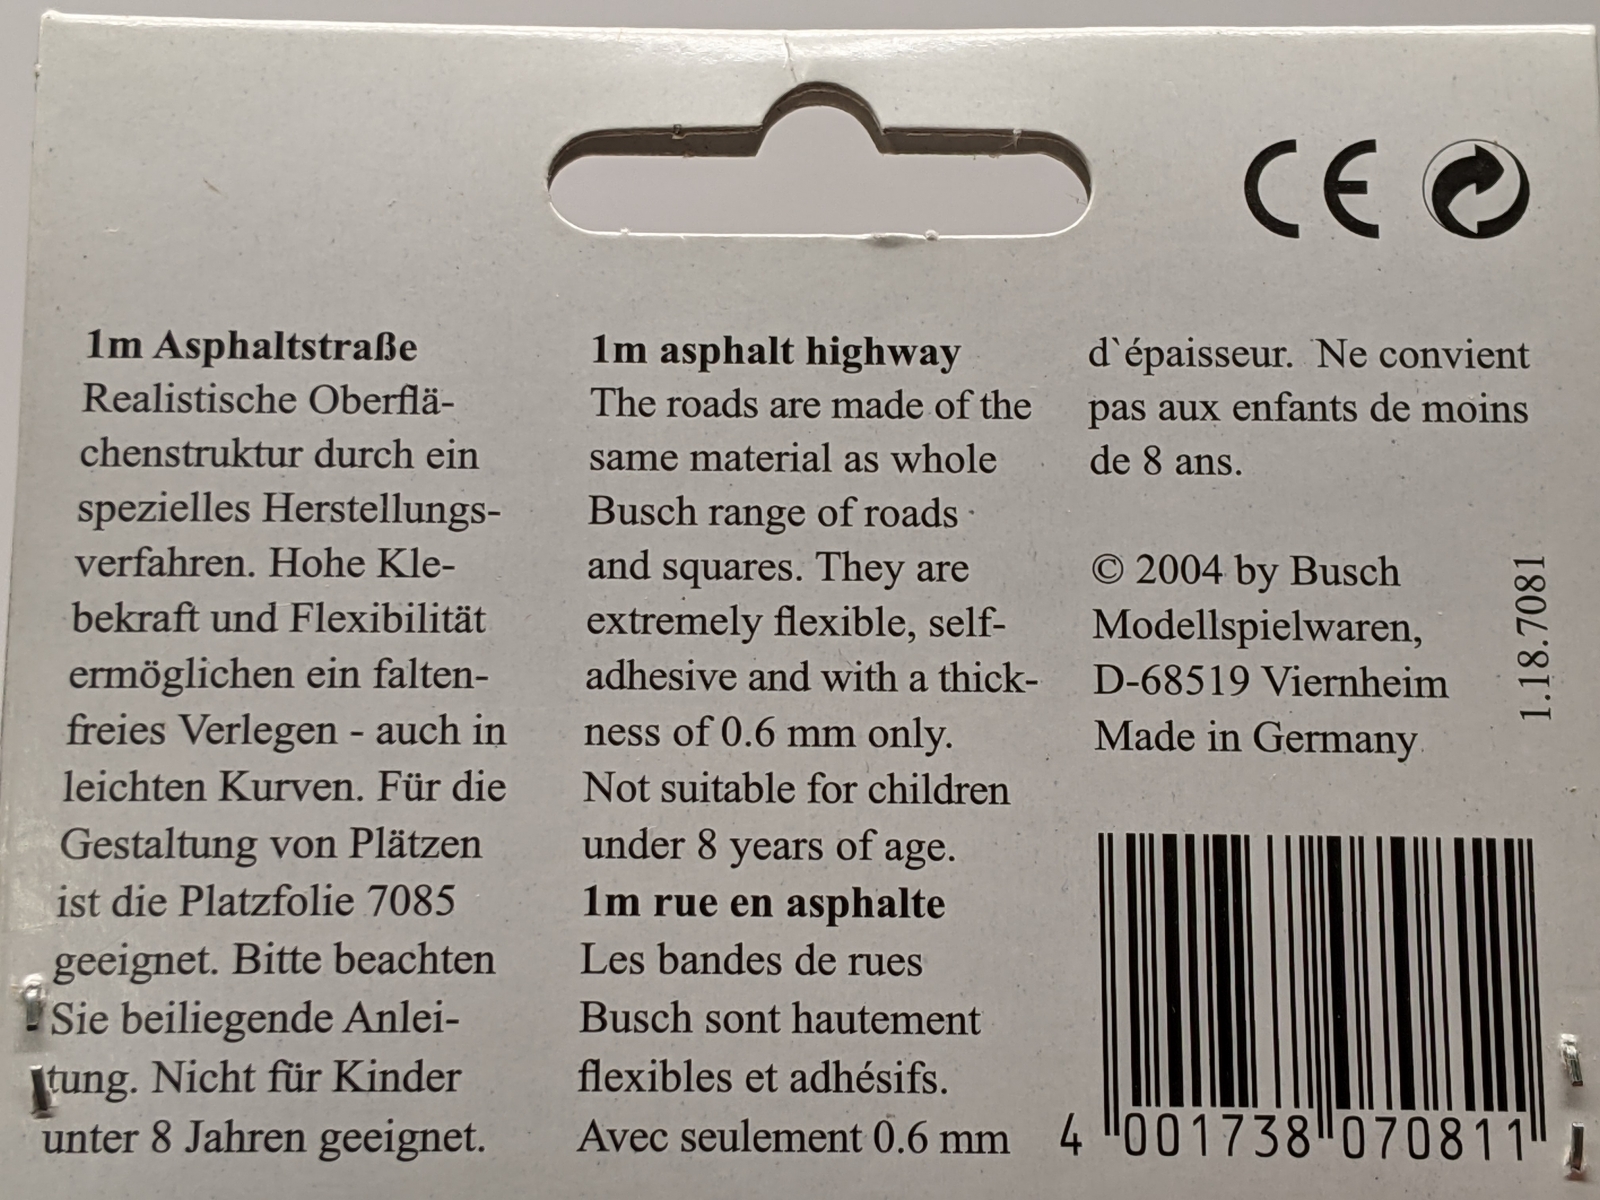 CE
1m Asphaltstraße
Realistische Oberflä-
chenstruktur durch ein
spezielles Herstellungs-
verfahren. Hohe Kle-
bekraft und Flexibilität
ermöglichen ein falten-
freies Verlegen - auch in
leichten Kurven. Für die
Gestaltung von Plätzen
ist die Platzfolie 7085
geeignet. Bitte beachten
Sie beiliegende Anlei-
tung. Nicht für Kinder
unter 8 Jahren geeignet.
1m asphalt highway
The roads are made of the
same material as whole
Busch range of roads
and squares. They are
extremely flexible, self-
adhesive and with a thick-
ness of 0.6 mm only.
Not suitable for children
under 8 years of age.
1m rue en asphalte
Les bandes de rues
Busch sont hautement
flexibles et adhésifs.
Avec seulement 0.6 mm
d`épaisseur. Ne convient
pas aux enfants de moins
de 8 ans.
© 2004 by Busch
Modellspielwaren,
D-68519 Viernheim
Made in Germany
1.18.7081
4 001738 070811